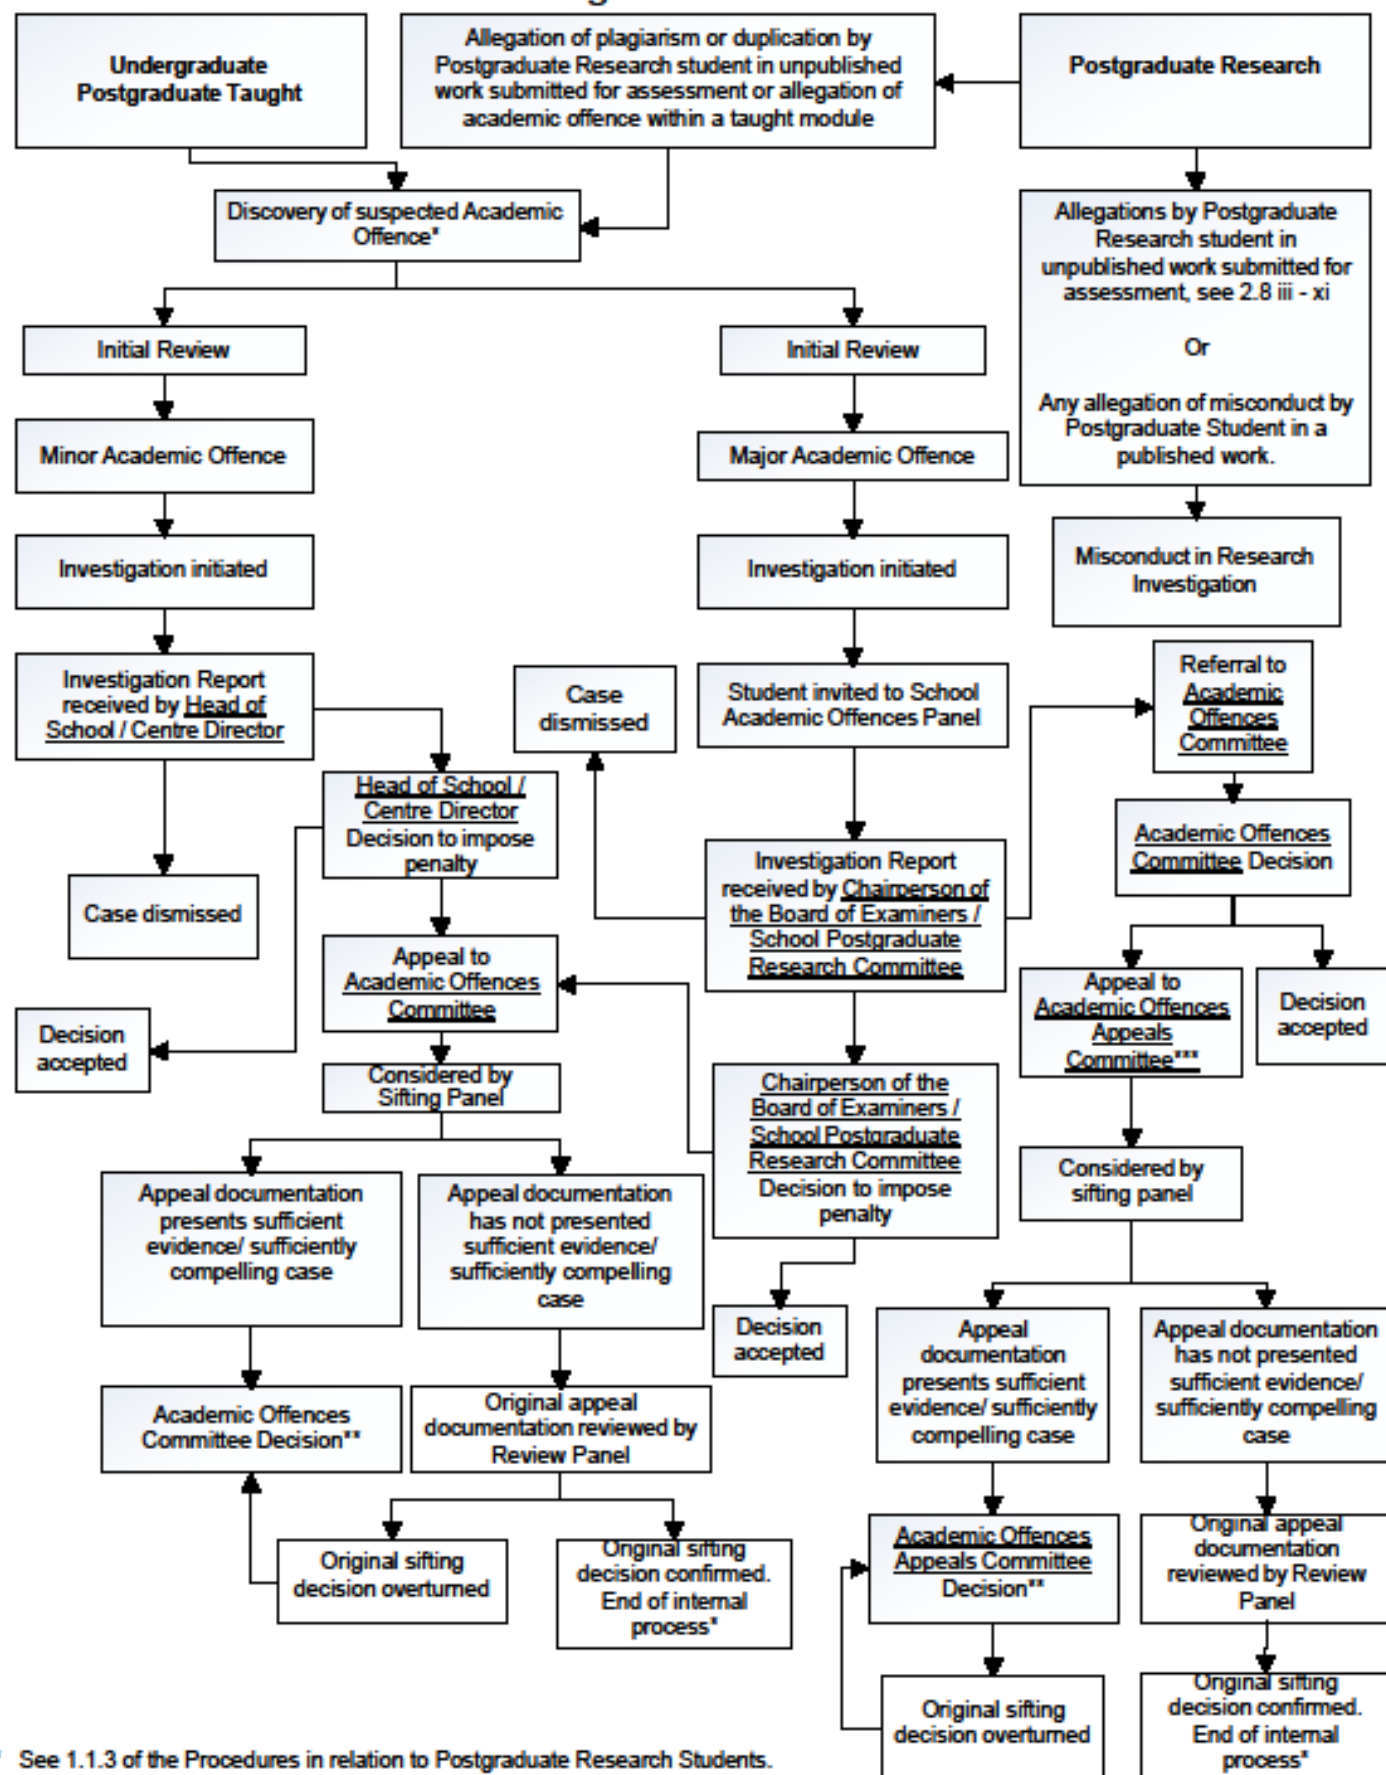 Undergraduate
Postgraduate Taught
Allegation of plagiarism or duplication by
Postgraduate Research student in unpublished
work submitted for assessment or allegation of
academic offence within a taught module
Postgraduate Research
Discovery of suspected Academic
Offence*
Allegations by Postgraduate
Research student in
unpublished work submitted for
assessment, see 2.8 iii - xi
Or
Any allegation of misconduct by
Postgraduate Student in a
published work.
Initial Review
Initial Review
Minor Academic Offence
Major Academic Offence
Investigation initiated
Investigation initiated
Misconduct in Research
Investigation
Investigation Report
received by Head of
School / Centre Director
Case
dismissed
Student invited to School
Academic Offences Panel
Referral to
Academic
Offences
Committee
Head of School /
Centre Director
Decision to impose
penalty
Investigation Report
received by Chairperson of
the Board of Examiners /
School Postgraduate
Research Committee
Academic Offences
Committee Decision
Case dismissed
Appeal to
Academic Offences
Committee
Appeal to
Academic Offences
Appeals
Committee***
Decision
accepted
Decision
accepted
Considered by
Sifting Panel
Chairperson of the
Board of Examiners /
School Postgraduate
Research Committee
Decision to impose
penalty
Considered by
sifting panel
Appeal documentation
presents sufficient
evidence/ sufficiently
compelling case
Appeal documentation
has not presented
sufficient evidence/
sufficiently compelling
case
Decision
accepted
Appeal
documentation
presents sufficient
evidence/ sufficiently
compelling case
Appeal documentation
has not presented
sufficient evidence/
sufficiently compelling
case
Academic Offences
Committee Decision**
Original appeal
documentation reviewed by
Review Panel
Original sifting
decision overturned
Original sifting
decision confirmed.
End of internal
process*
Academic Offences
Appeals Committee
Decision**
Original appeal
documentation
reviewed by Review
Panel
Original sifting
decision overturned
Original sifting
decision confirmed.
End of internal
process*
* See 1.1.3 of the Procedures in relation to Postgraduate Research Students.